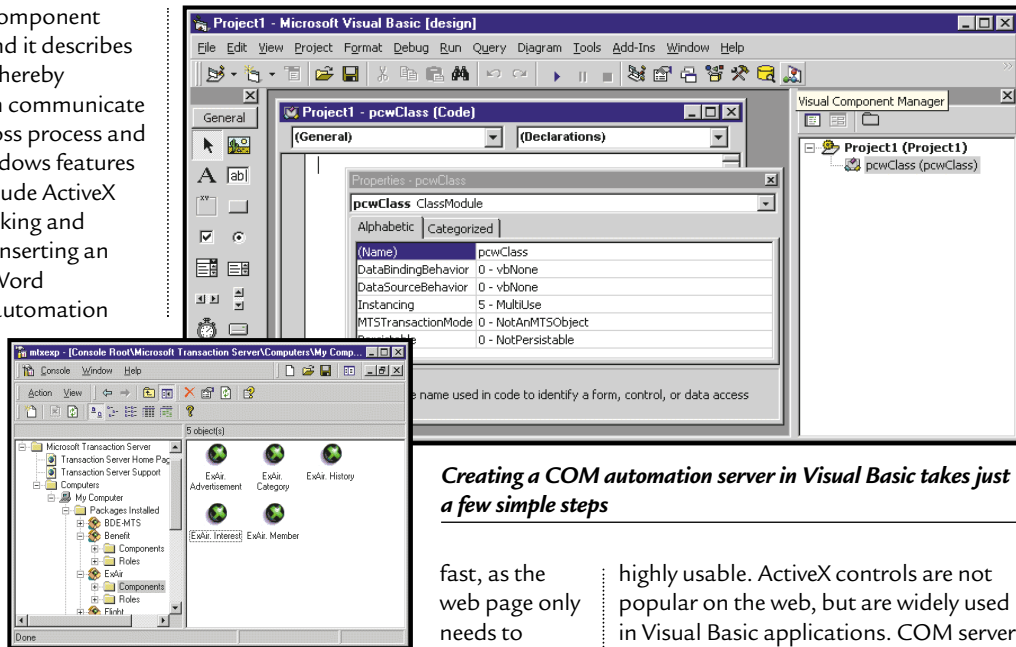 omponent
nd it describes
hereby
n communicate
oss process and
dows features
ude ActiveX
king and
inserting an
Word
automation
Project1 - Microsoft Visual Basic [design]
File Edit View Project Format Debug Run Query Diagram Tools Add-Ins Window Help
General
A
ab|
xv
Project1 - pcwClass (Code)
(General)
(Declarations)
Properties - pcwClass
pcwClass ClassModule
Alphabetic Categorized
(Name) pcwClass
DataBindingBehavior 0 - vbNone
DataSourceBehavior 0 - vbNone
Instancing 5 - MultiUse
MTSTransactionMode 0 - NotAnMTSObject
Persistable 0 - NotPersistable
e name used in code to identify a form, control, or data access
Visual Component Manager
Project1 (Project1)
pcwClass (pcwClass)
mtxexp - [Console Root\Microsoft Transaction Server\Computers\My Comp...
Console Window Help
Action View
5 object(s)
Microsoft Transaction Server
Transaction Server Home Pag
Transaction Server Support
Computers
My Computer
Packages Installed
BDE-MTS
Benefit
Components
Roles
ExAir
Components
Roles
Flight
ExAir. Advertisement
ExAir. Category
ExAir. History
ExAir. Interest
ExAir. Member
Done
Creating a COM automation server in Visual Basic takes just
a few simple steps
fast, as the
web page only
needs to
highly usable. ActiveX controls are not
popular on the web, but are widely used
in Visual Basic applications. COM server